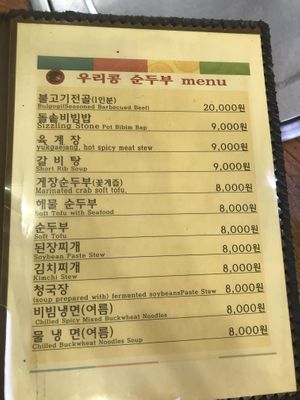 우리콩 순두부 menu
불고기전골(1인분)
Bulgogi(Seasoned Barbecued Beef) 20,000원
돌솥비빔밥
Sizzling Stone Pot Bibim Bap 9,000원
육 게 장
yukgaejang, hot spicy meat stew 9,000원
갈 비 탕
Short Rib Soup 9,000원
게장순두부(꽃게즙)
Marinated crab soft tofu, 8,000원
해물 순두부
Soft Tofu with Seafood 8,000원
순두부
Soft Tofu 8,000원
된장찌개
Soybean Paste Stew 8,000원
김치찌개
Kimchi Stew 8,000원
청국장
(soup prepared with) fermented soybeansPaste Stew 8,000원
비빔냉면(여름)
Chilled Spicy Mixed Buckwheat Noodles 8,000원
물 냉 면(여름)
Chilled Buckwheat Noodles Soup 8,000원